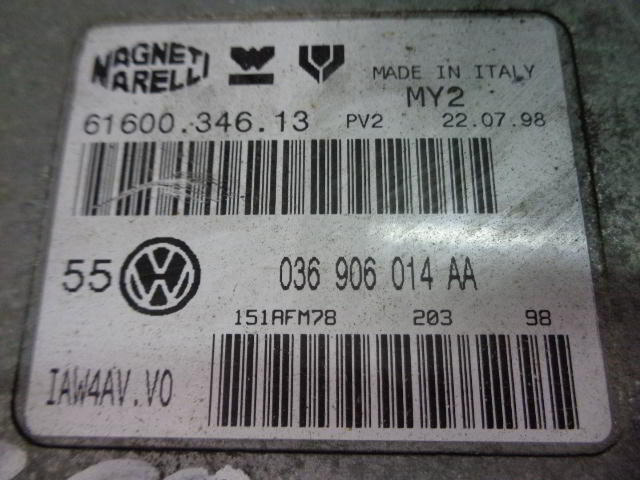 MAGNETI MARELLI
MADE IN ITALY
MY2
61600.346.13 PV2 22.07.98
55 036 906 014 AA
151AFM78 203 98
IAW4AV.V0